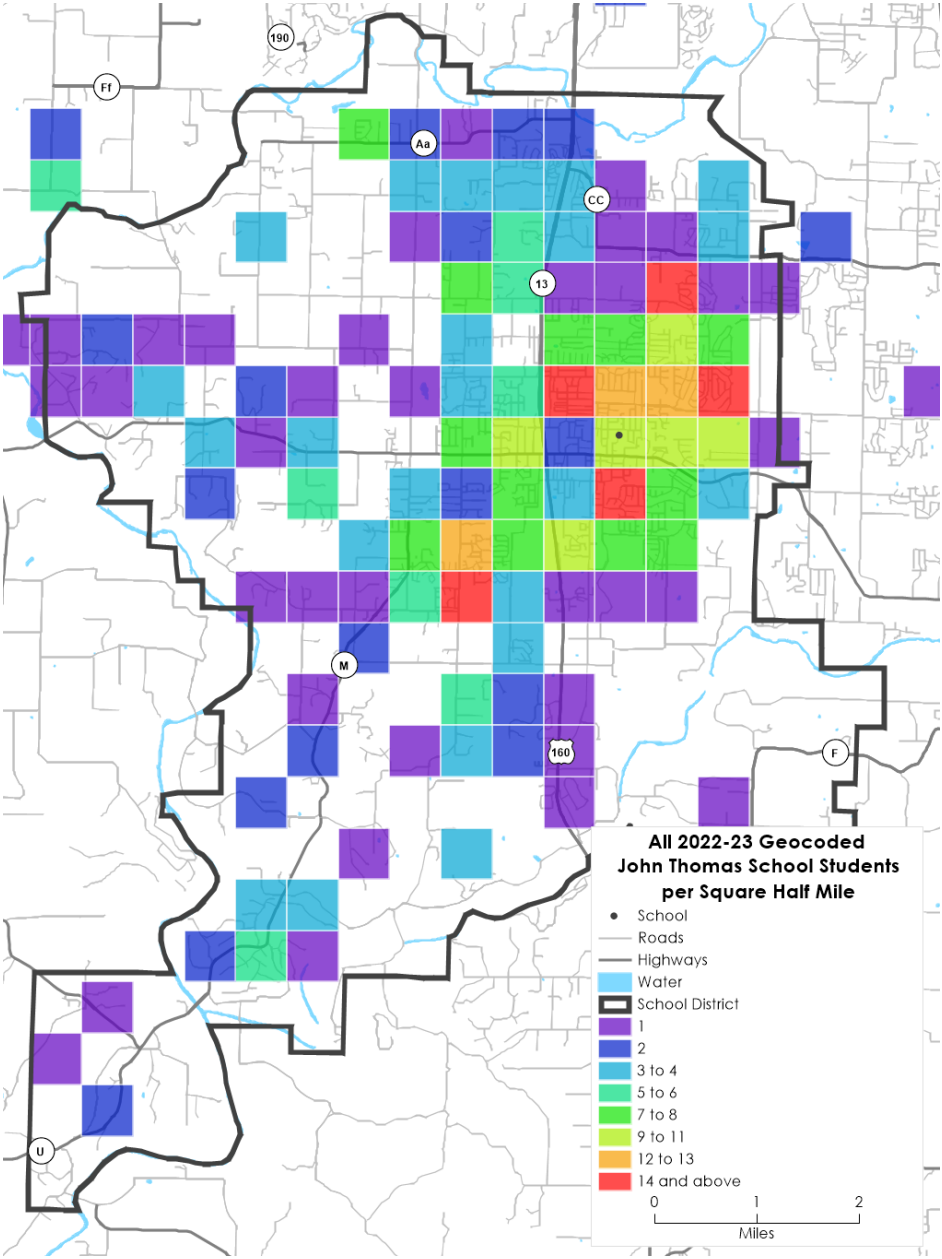 190
Ff
Aa
CC
13
M
160
F
U
All 2022-23 Geocoded
John Thomas School Students
per Square Half Mile
School
Roads
Highways
Water
School District
1
2
3 to 4
5 to 6
7 to 8
9 to 11
12 to 13
14 and above
0 1 2
Miles